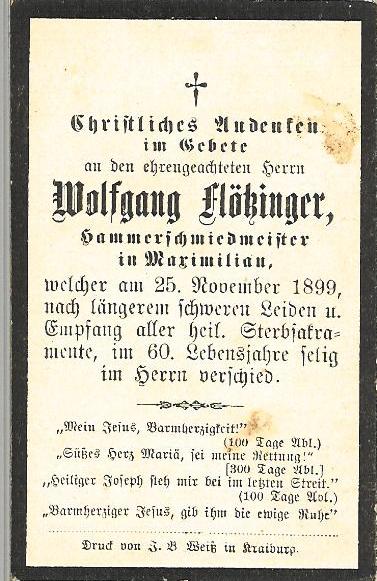 Christliches Andenken
im Gebete
an den ehrengeachteten Herrn
Wolfgang Flötzinger,
Hammerschmiedmeister
in Maximilian,
welcher am 25. November 1899,
nach längerem schweren Leiden u.
Empfang aller heil. Sterbsakra-
mente, im 60. Lebensjahre selig
im Herrn verschied.
„Mein Jesus, Barmherzigkeit!"
(100 Tage Abl.)
„Süßes Herz Mariä, sei meine Rettung!"
[300 Tage Abl.]
„Heiliger Joseph steh mir bei im letzten Streit."
(100 Tage Abl.)
„Barmherziger Jesus, gib ihm die ewige Ruhe"
Druck von J. B Weiß in Kraiburg.